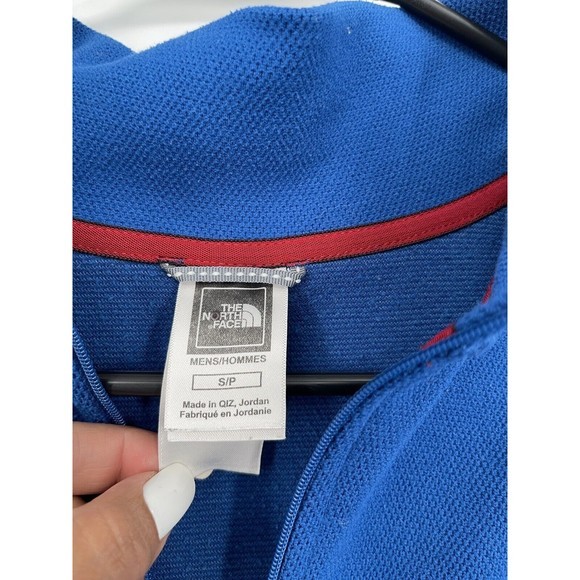 THE
NORTH
FACE
MENS/HOMMES
S/P
Made in QIZ, Jordan
Fabriqué en Jordanie